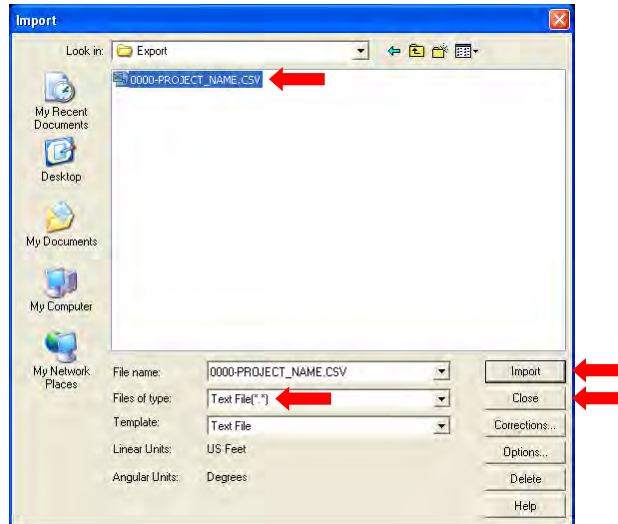 Import
Look in: Export
0000-PROJECT_NAME.CSV
My Recent
Documents
Desktop
My Documents
My Computer
My Network
Places
File name: 0000-PROJECT_NAME.CSV Import
Files of type: Text File(*.*) Close
Template: Text File Corrections...
Linear Units: US Feet Options...
Angular Units: Degrees Delete
Help